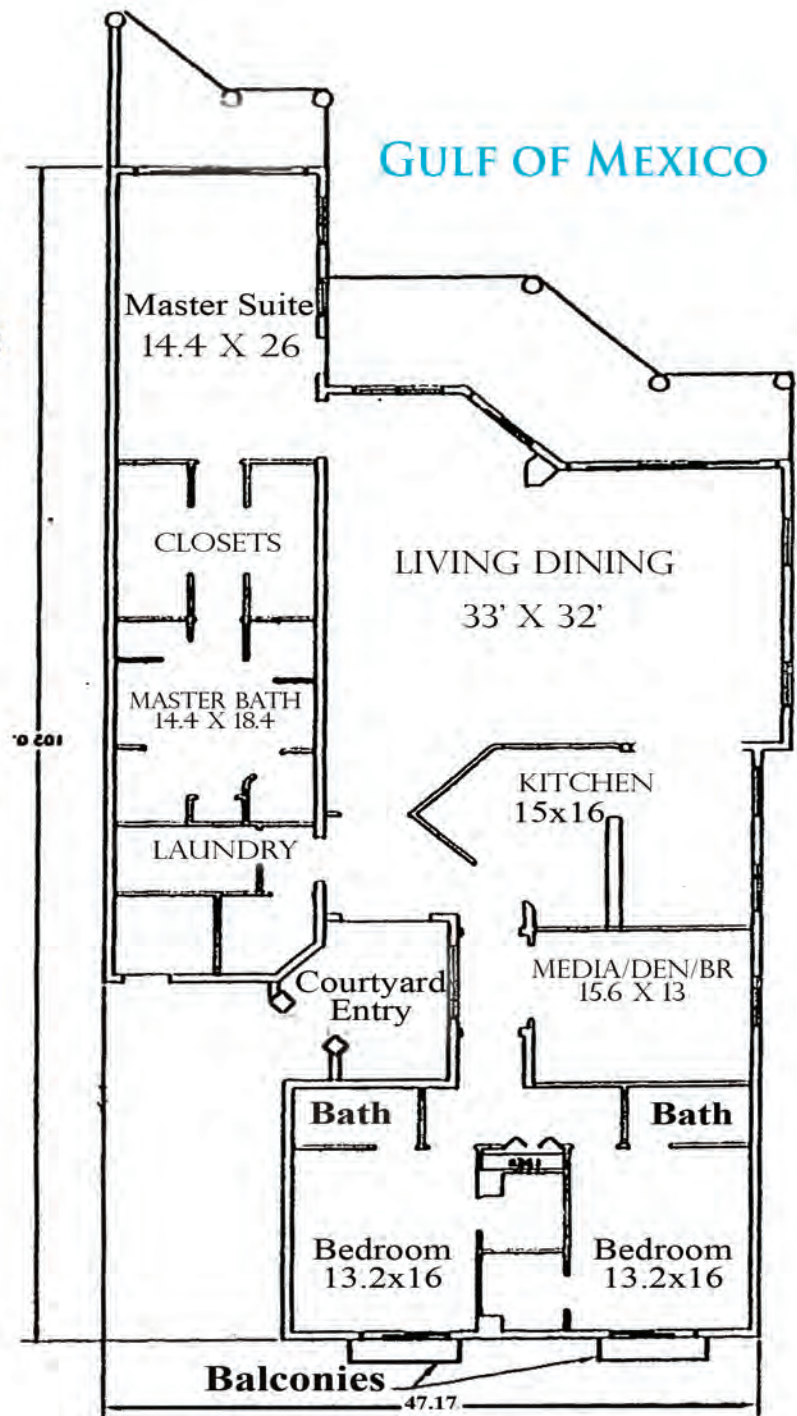 GULF OF MEXICO
Master Suite
14.4 X 26
CLOSETS
LIVING DINING
33' X 32'
MASTER BATH
14.4 X 18.4
KITCHEN
15x16
LAUNDRY
MEDIA/DEN/BR
15.6 X 13
Courtyard
Entry
Bath
Bath
Bedroom
13.2x16
Bedroom
13.2x16
Balconies
47.17